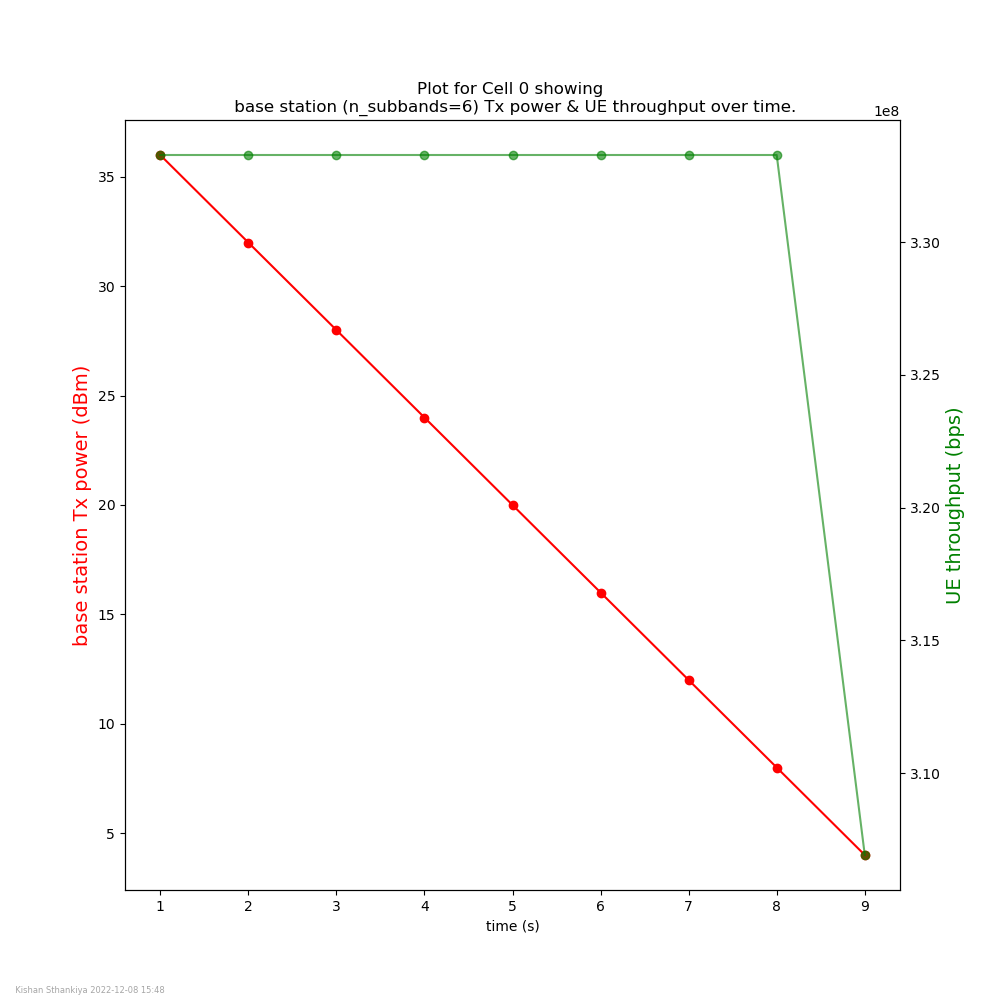 Plot for Cell 0 showing
base station (n_subbands=6) Tx power & UE throughput over time.
1e8
35
30
25
20
15
10
5
base station Tx power (dBm)
3.30
3.25
3.20
3.15
3.10
UE throughput (bps)
1 2 3 4 5 6 7 8 9
time (s)
Kishan Sthankiya 2022-12-08 15:48